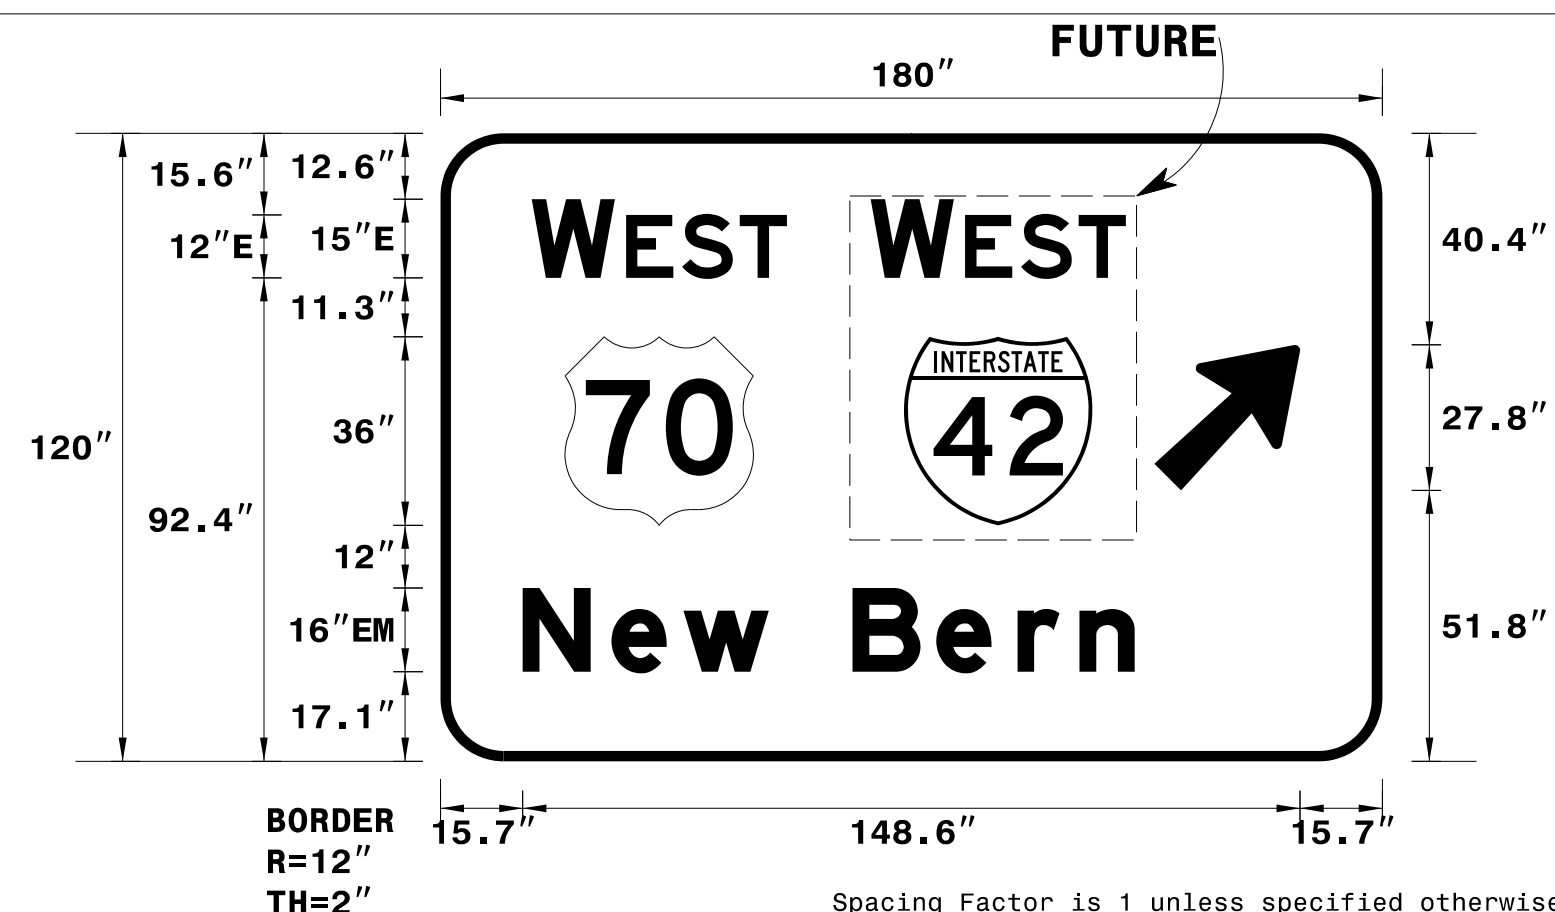 FUTURE
180"
15.6" 12.6"
WEST WEST
12"E 15"E
40.4"
11.3"
INTERSTATE
70 42
120"
36"
27.8"
92.4"
12"
New Bern
16"EM
51.8"
17.1"
15.7" 148.6" 15.7"
BORDER
R=12"
TH=2"
Spacing Factor is 1 unless specified otherwise